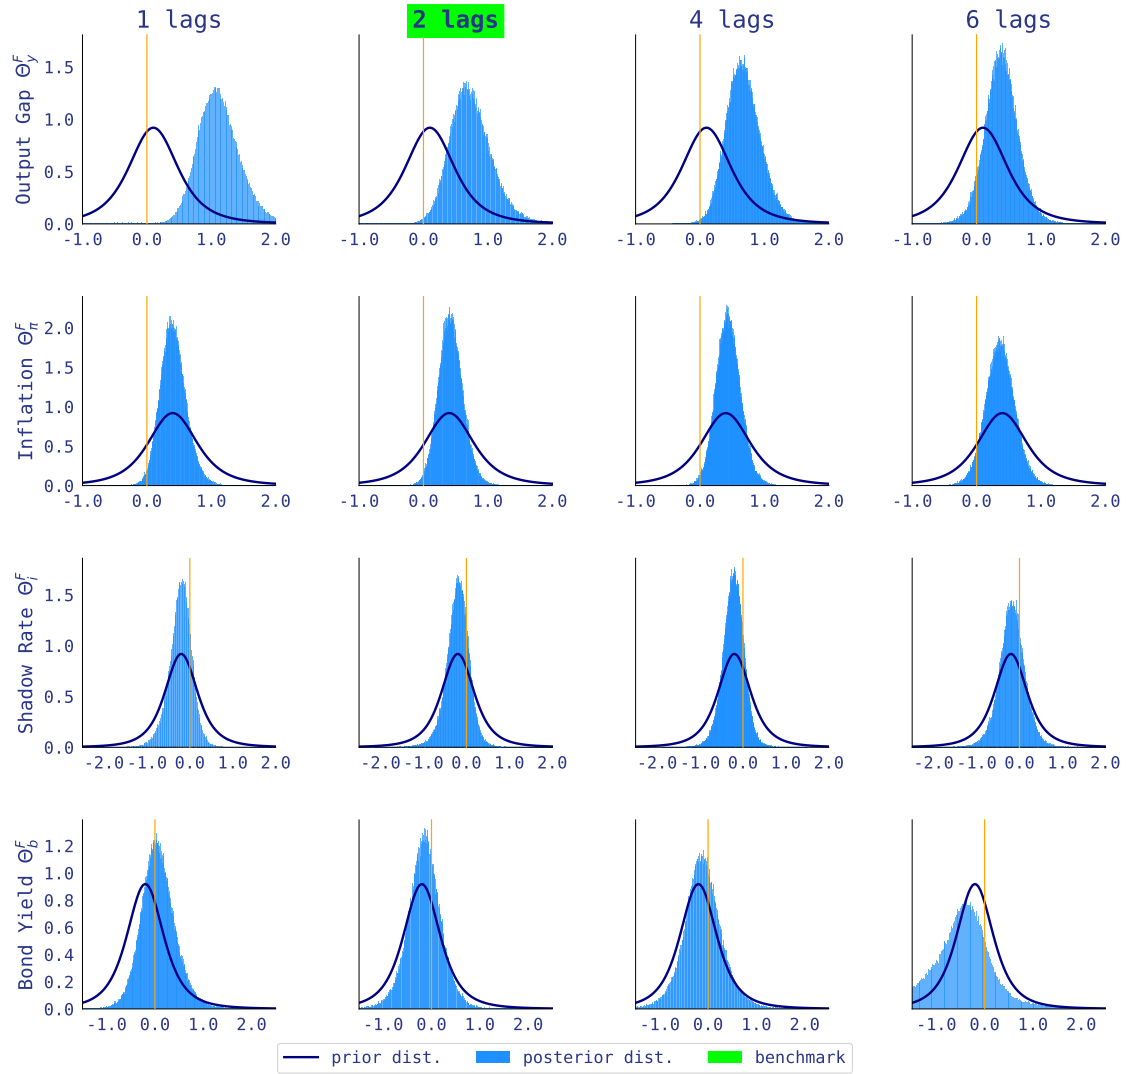 1 lags 2 lags 4 lags 6 lags
Output Gap Θ_y^F
1.5
1.0
0.5
0.0
-1.0 0.0 1.0 2.0 -1.0 0.0 1.0 2.0 -1.0 0.0 1.0 2.0 -1.0 0.0 1.0 2.0
Inflation Θ_π^F
2.0
1.5
1.0
0.5
0.0
-1.0 0.0 1.0 2.0 -1.0 0.0 1.0 2.0 -1.0 0.0 1.0 2.0 -1.0 0.0 1.0 2.0
Shadow Rate Θ_i^F
1.5
1.0
0.5
0.0
-2.0 -1.0 0.0 1.0 2.0 -2.0 -1.0 0.0 1.0 2.0 -2.0 -1.0 0.0 1.0 2.0 -2.0 -1.0 0.0 1.0 2.0
Bond Yield Θ_b^F
1.2
1.0
0.8
0.6
0.4
0.2
0.0
-1.0 0.0 1.0 2.0 -1.0 0.0 1.0 2.0 -1.0 0.0 1.0 2.0 -1.0 0.0 1.0 2.0
prior dist. posterior dist. benchmark